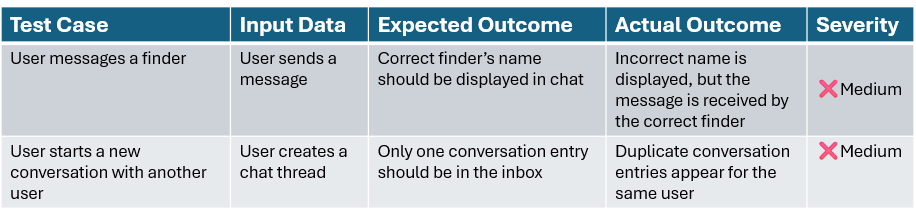 Test Case Input Data Expected Outcome Actual Outcome Severity
User messages a finder
User sends a
message
Correct finder’s name
should be displayed in chat
Incorrect name is
displayed, but the
message is received by
the correct finder
❌Medium
User starts a new
conversation with another
user
User creates a
chat thread
Only one conversation entry
should be in the inbox
Duplicate conversation
entries appear for the
same user
❌Medium